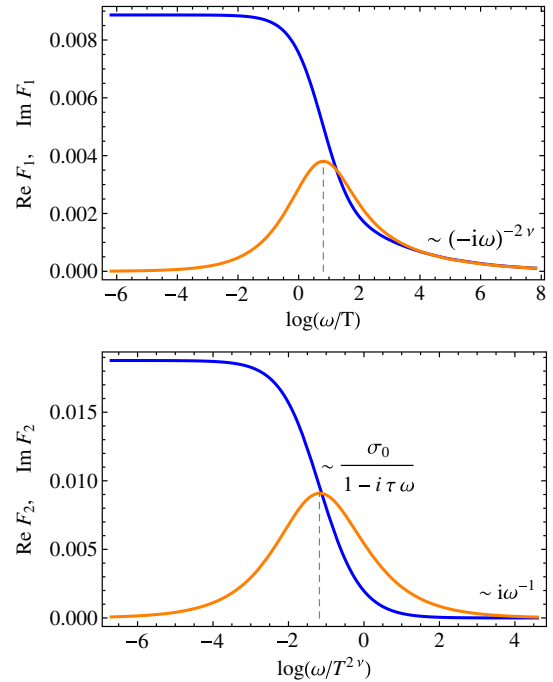 0.008
0.006
0.004
0.002
0.000
Re F₁, Im F₁
~ (-iω)^{-2 ν}
−6 −4 −2 0 2 4 6 8
log(ω/T)
0.015
0.010
0.005
0.000
Re F₂, Im F₂
~ σ₀ / (1 − i τ ω)
~ iω^{-1}
−6 −4 −2 0 2 4
log(ω/T^{2 ν})